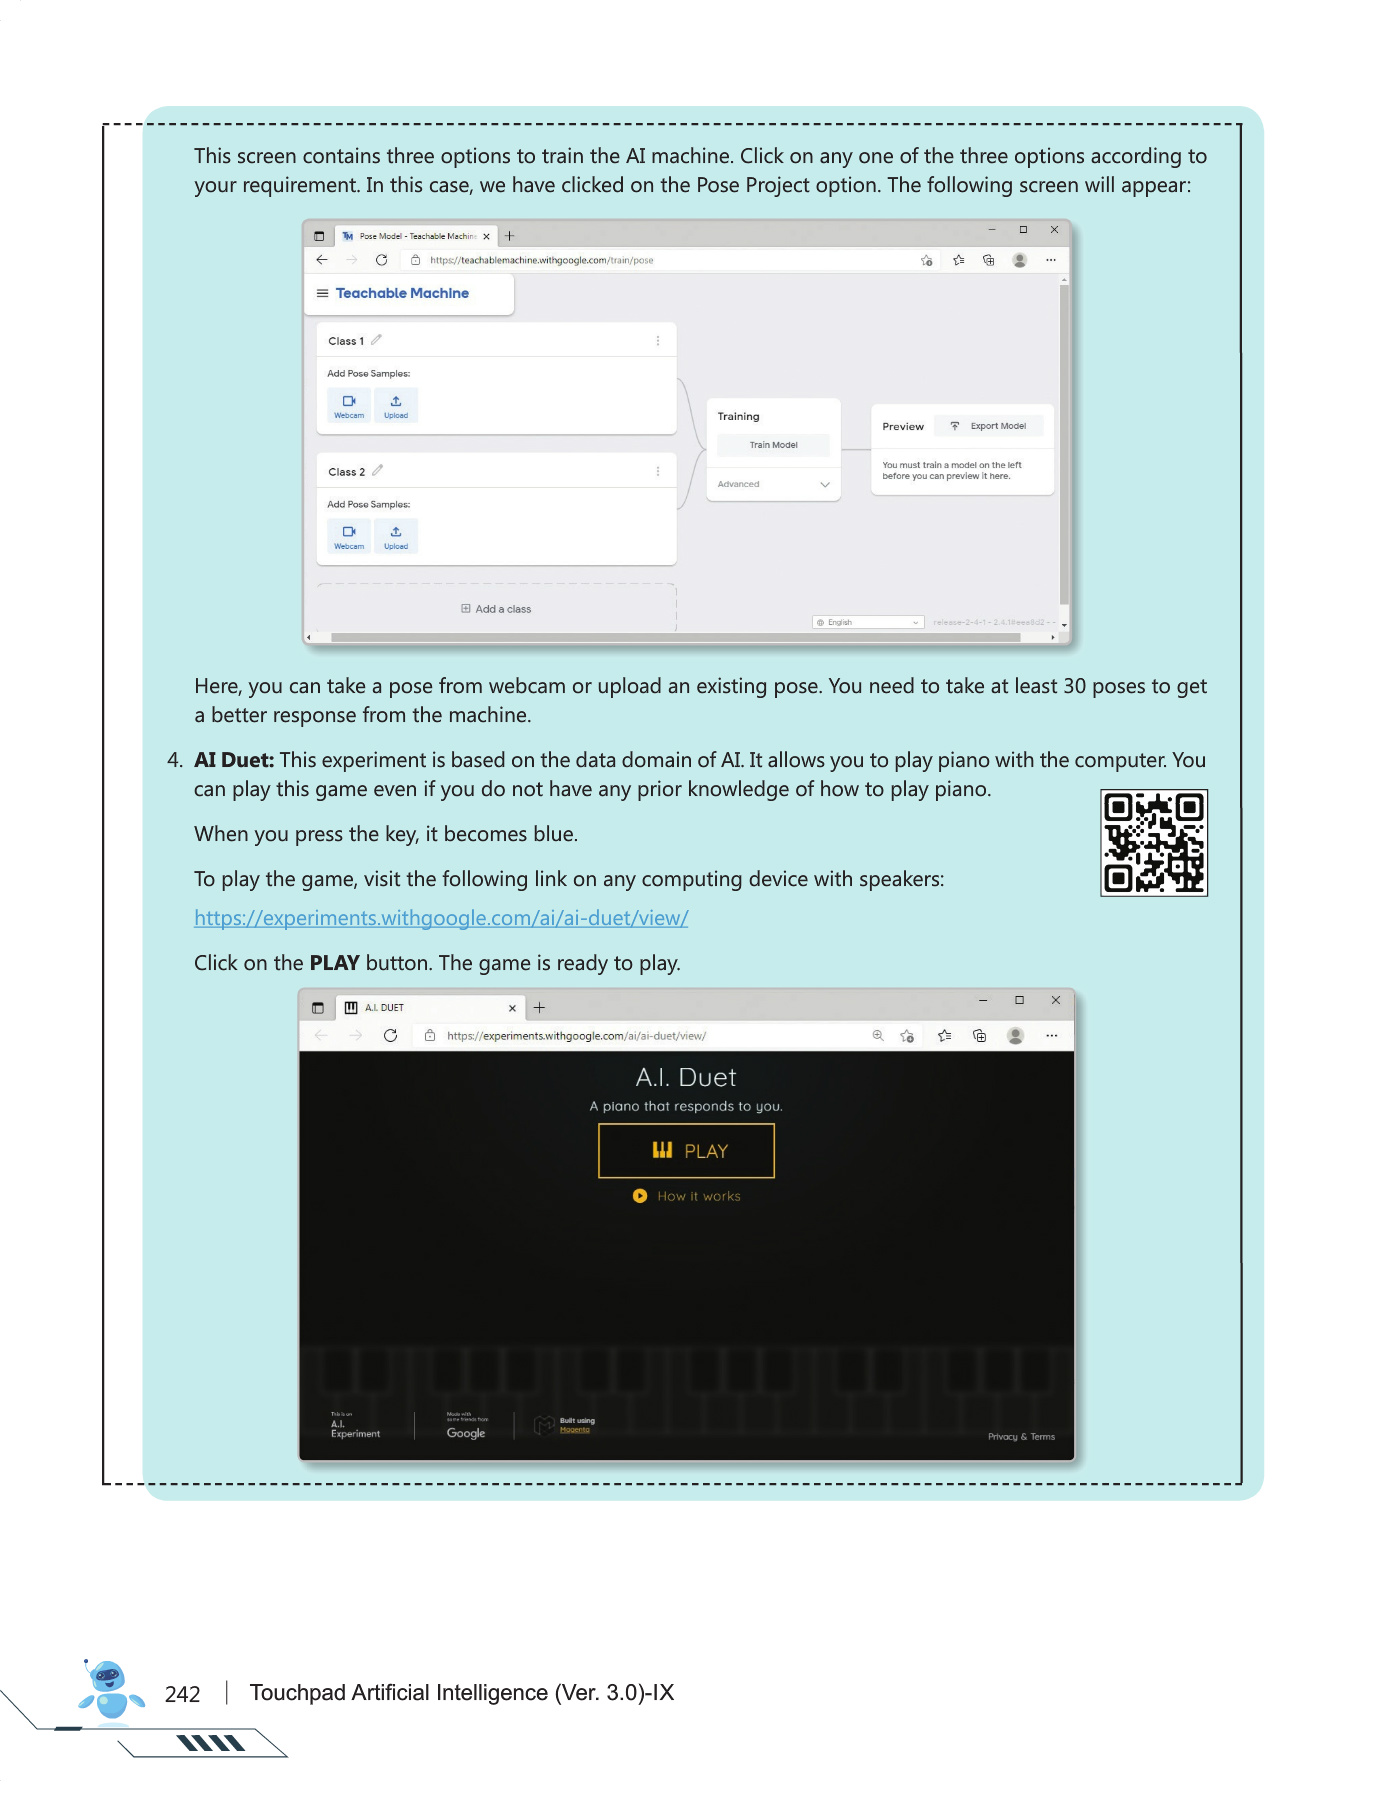 This screen contains three options to train the AI machine. Click on any one of the three options according to
your requirement. In this case, we have clicked on the Pose Project option. The following screen will appear:
Pose Model - Teachable Machin
https://teachablemachine.withgoogle.com/train/pose
Teachable Machine
Class 1
Add Pose Samples:
Webcam Upload
Class 2
Add Pose Samples:
Webcam Upload
Add a class
Training
Train Model
Advanced
Preview Export Model
You must train a model on the left
before you can preview it here.
English
release-2-4-1 - 2.4.1#eea8d2 - -
Here, you can take a pose from webcam or upload an existing pose. You need to take at least 30 poses to get
a better response from the machine.
4. AI Duet: This experiment is based on the data domain of AI. It allows you to play piano with the computer. You
can play this game even if you do not have any prior knowledge of how to play piano.
When you press the key, it becomes blue.
To play the game, visit the following link on any computing device with speakers:
https://experiments.withgoogle.com/ai/ai-duet/view/
Click on the PLAY button. The game is ready to play.
A.I. DUET
https://experiments.withgoogle.com/ai/ai-duet/view/
A.I. Duet
A piano that responds to you.
PLAY
How it works
This is an
A.I.
Experiment
Made with
some friends from
Google
Built using
Magenta
Privacy & Terms
242 | Touchpad Artificial Intelligence (Ver. 3.0)-IX